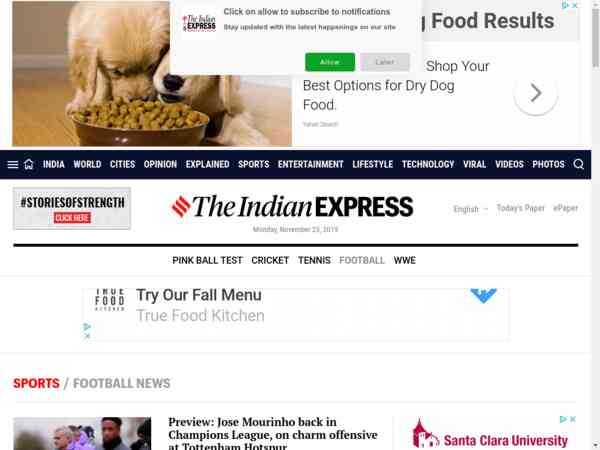 Click on allow to subscribe to notifications
Stay updated with the latest happenings on our site
Allow
Later
Food Results
Shop Your
Best Options for Dry Dog
Food.
Yahoo Search
INDIA WORLD CITIES OPINION EXPLAINED SPORTS ENTERTAINMENT LIFESTYLE TECHNOLOGY VIRAL VIDEOS PHOTOS
#STORIESOFSTRENGTH
CLICK HERE
The Indian EXPRESS
Monday, November 25, 2019
English
Today's Paper
ePaper
PINK BALL TEST CRICKET TENNIS FOOTBALL WWE
TRUE
FOOD
KITCHEN
Try Our Fall Menu
True Food Kitchen
SPORTS / FOOTBALL NEWS
Preview: Jose Mourinho back in
Champions League, on charm offensive
at Tottenham Hotspur
Santa Clara University